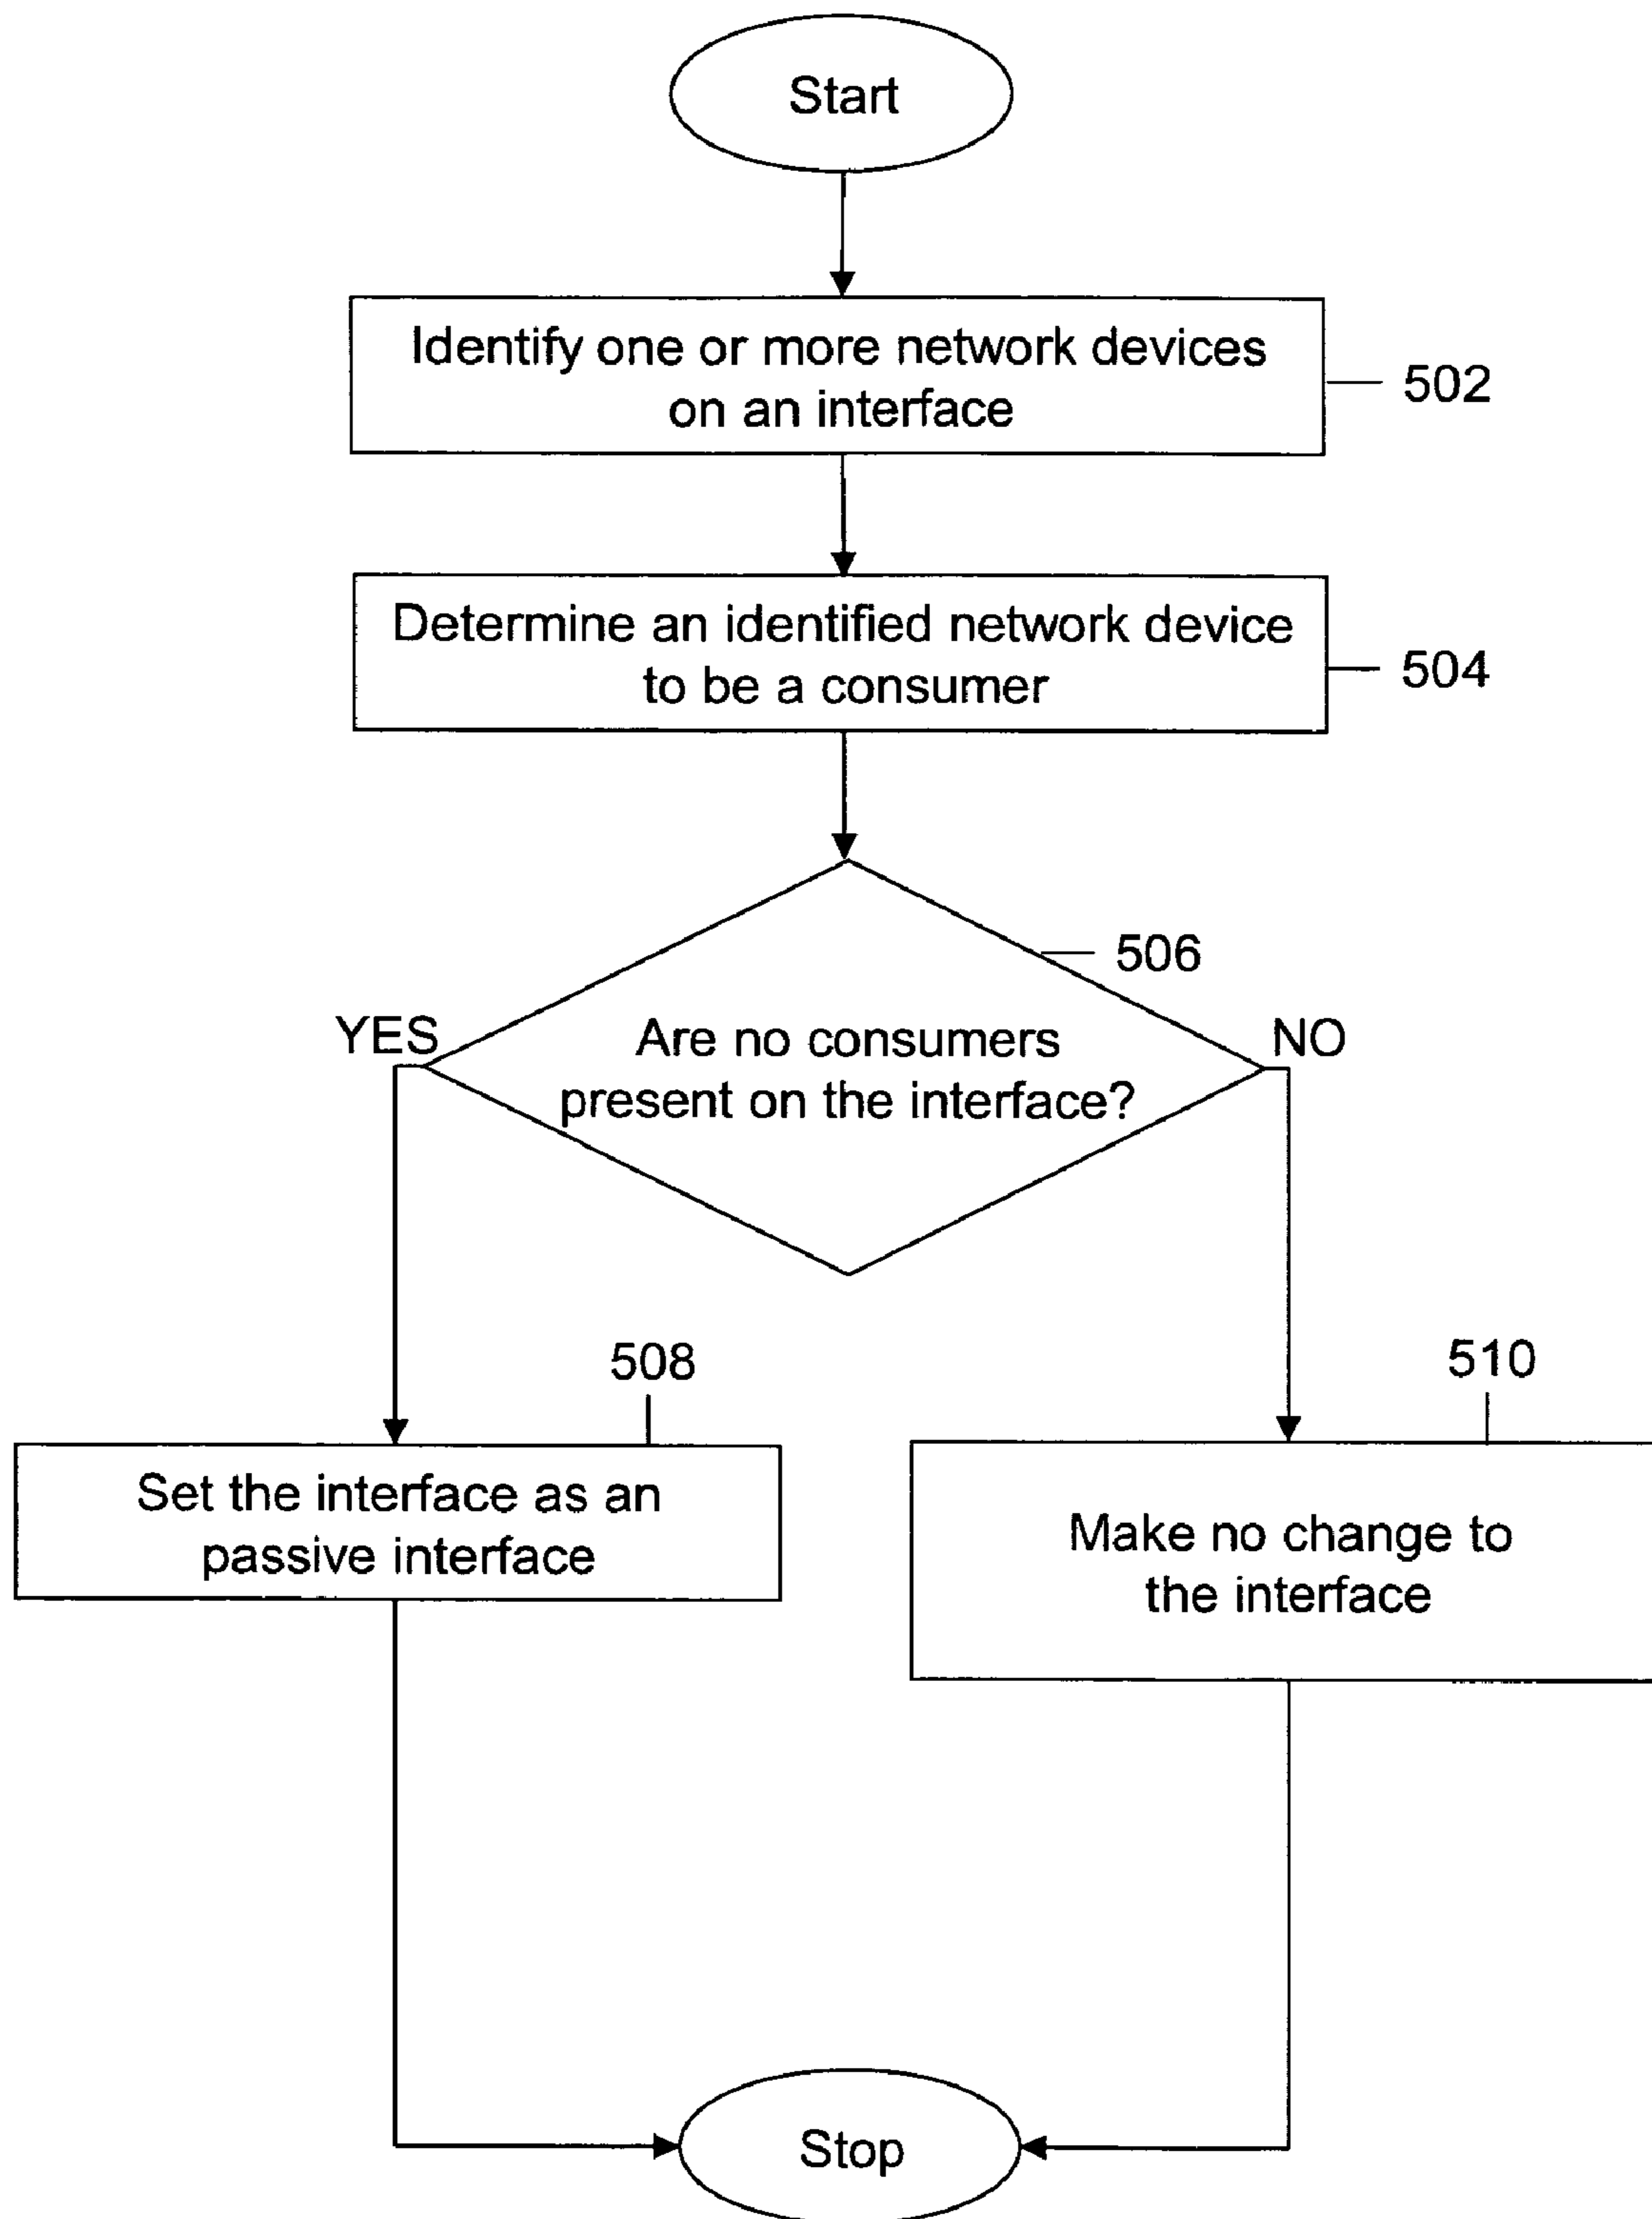 Start
Identify one or more network devices
on an interface
502
Determine an identified network device
to be a consumer
504
506
YES
Are no consumers
present on the interface?
NO
508
510
Set the interface as an
passive interface
Make no change to
the interface
Stop